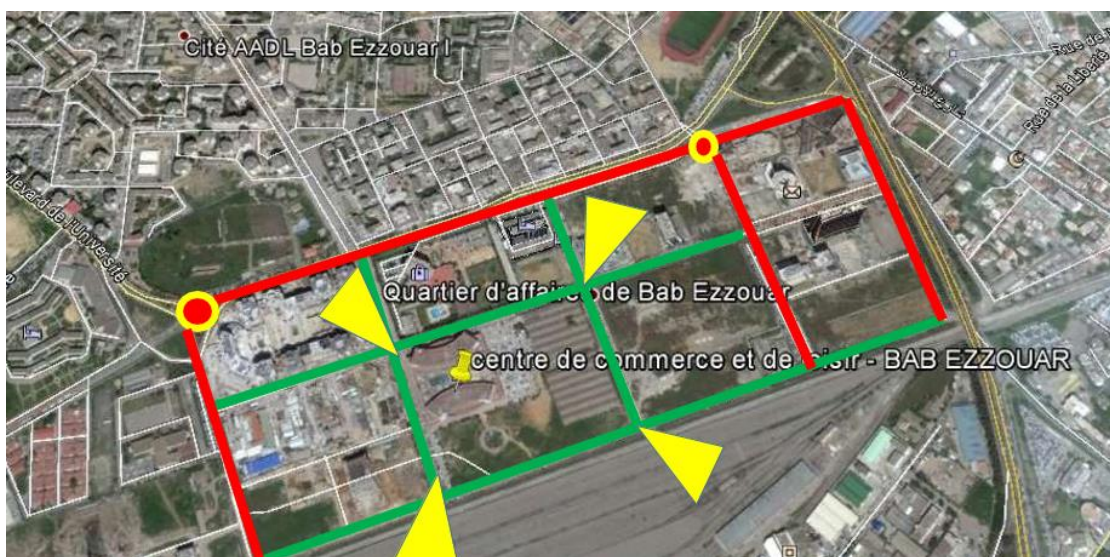 Cité AADL Bab Ezzouar I
Rue de la Liberté
Boulevard de l'Université
Quartier d'affaires de Bab Ezzouar
centre de commerce et de loisir - BAB EZZOUAR